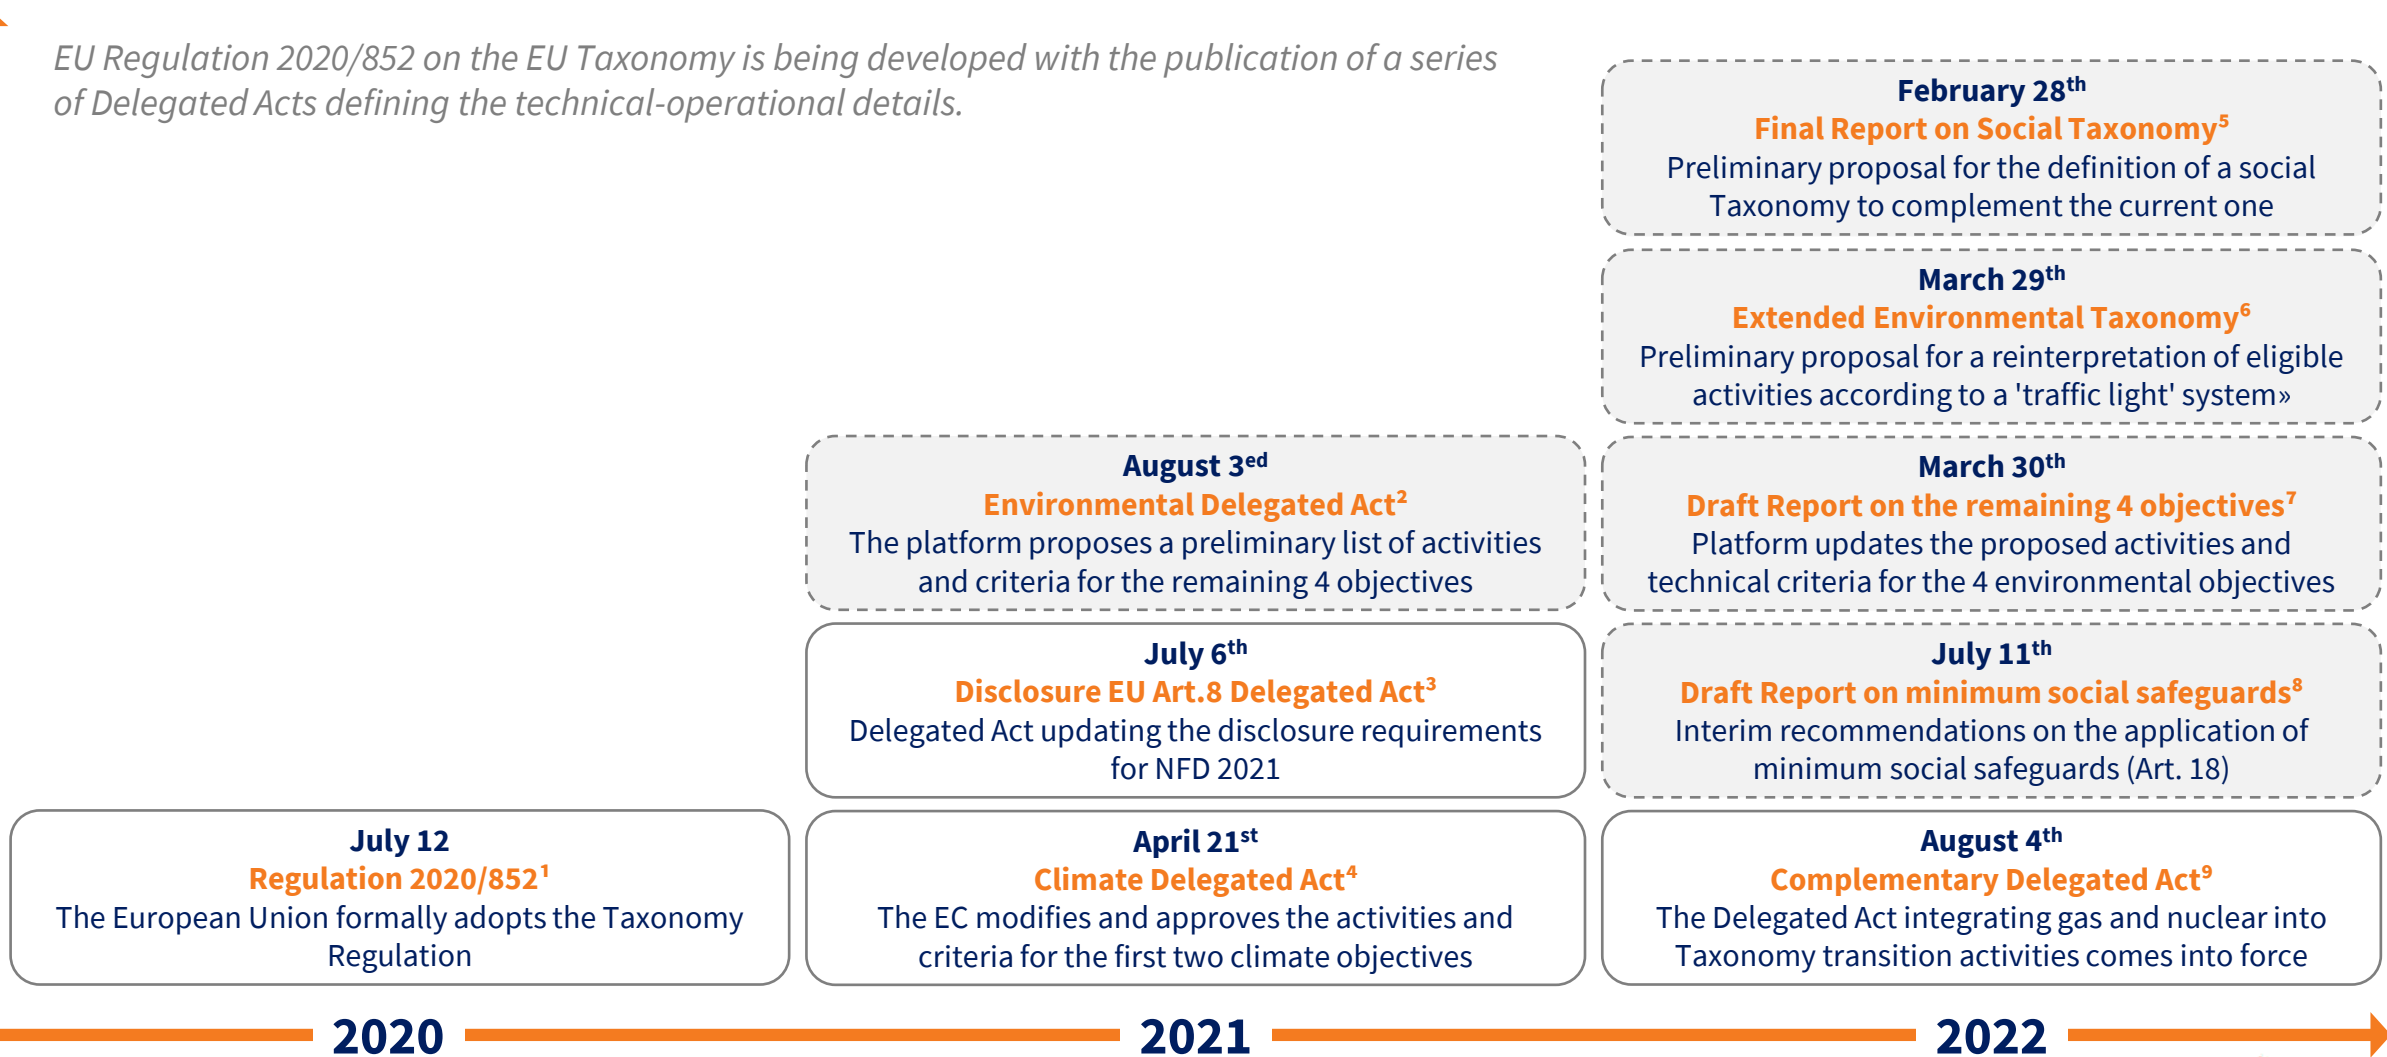 EU Regulation 2020/852 on the EU Taxonomy is being developed with the publication of a series
of Delegated Acts defining the technical-operational details.
July 12
Regulation 2020/852¹
The European Union formally adopts the Taxonomy
Regulation
August 3ᵉᵈ
Environmental Delegated Act²
The platform proposes a preliminary list of activities
and criteria for the remaining 4 objectives
July 6ᵗʰ
Disclosure EU Art.8 Delegated Act³
Delegated Act updating the disclosure requirements
for NFD 2021
April 21ˢᵗ
Climate Delegated Act⁴
The EC modifies and approves the activities and
criteria for the first two climate objectives
February 28ᵗʰ
Final Report on Social Taxonomy⁵
Preliminary proposal for the definition of a social
Taxonomy to complement the current one
March 29ᵗʰ
Extended Environmental Taxonomy⁶
Preliminary proposal for a reinterpretation of eligible
activities according to a 'traffic light' system»
March 30ᵗʰ
Draft Report on the remaining 4 objectives⁷
Platform updates the proposed activities and
technical criteria for the 4 environmental objectives
July 11ᵗʰ
Draft Report on minimum social safeguards⁸
Interim recommendations on the application of
minimum social safeguards (Art. 18)
August 4ᵗʰ
Complementary Delegated Act⁹
The Delegated Act integrating gas and nuclear into
Taxonomy transition activities comes into force
2020
2021
2022